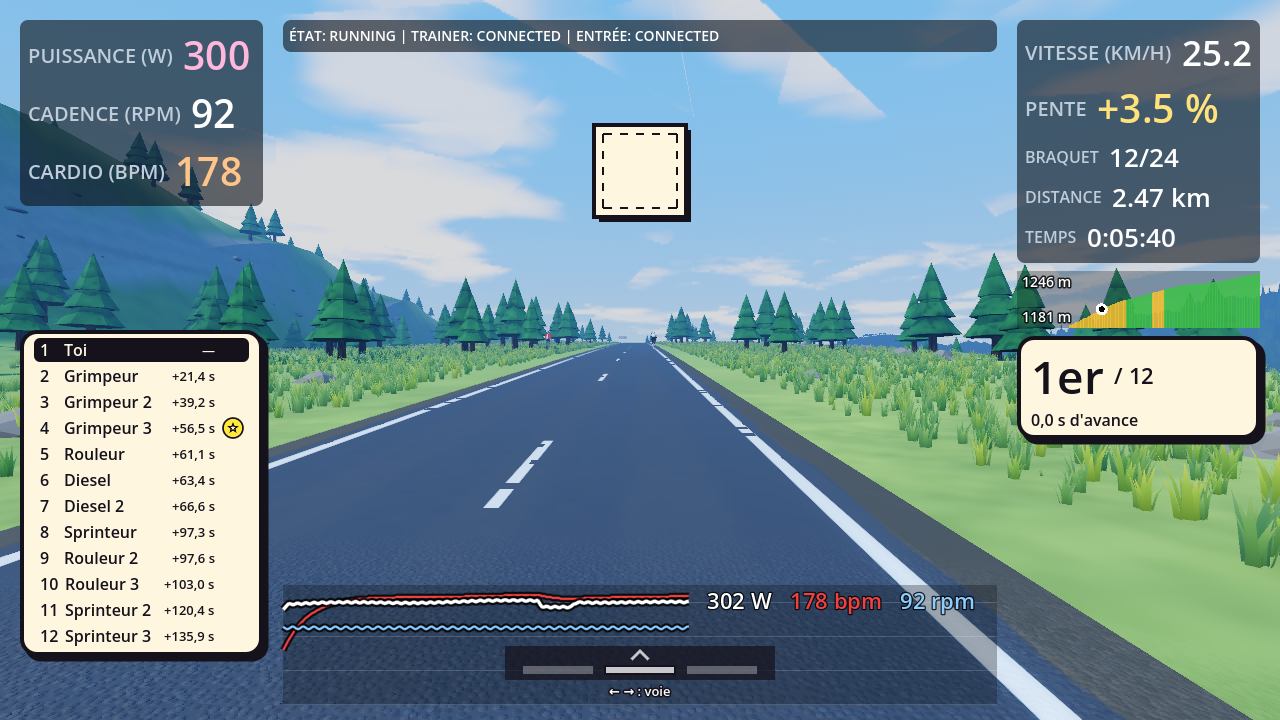 PUISSANCE (W) 300
CADENCE (RPM) 92
CARDIO (BPM) 178
ÉTAT: RUNNING | TRAINER: CONNECTED | ENTRÉE: CONNECTED
VITESSE (KM/H) 25.2
PENTE +3.5 %
BRAQUET 12/24
DISTANCE 2.47 km
TEMPS 0:05:40
1246 m
1181 m
1er / 12
0,0 s d'avance
1 Toi —
2 Grimpeur +21,4 s
3 Grimpeur 2 +39,2 s
4 Grimpeur 3 +56,5 s
5 Rouleur +61,1 s
6 Diesel +63,4 s
7 Diesel 2 +66,6 s
8 Sprinteur +97,3 s
9 Rouleur 2 +97,6 s
10 Rouleur 3 +103,0 s
11 Sprinteur 2 +120,4 s
12 Sprinteur 3 +135,9 s
302 W 178 bpm 92 rpm
← → : voie